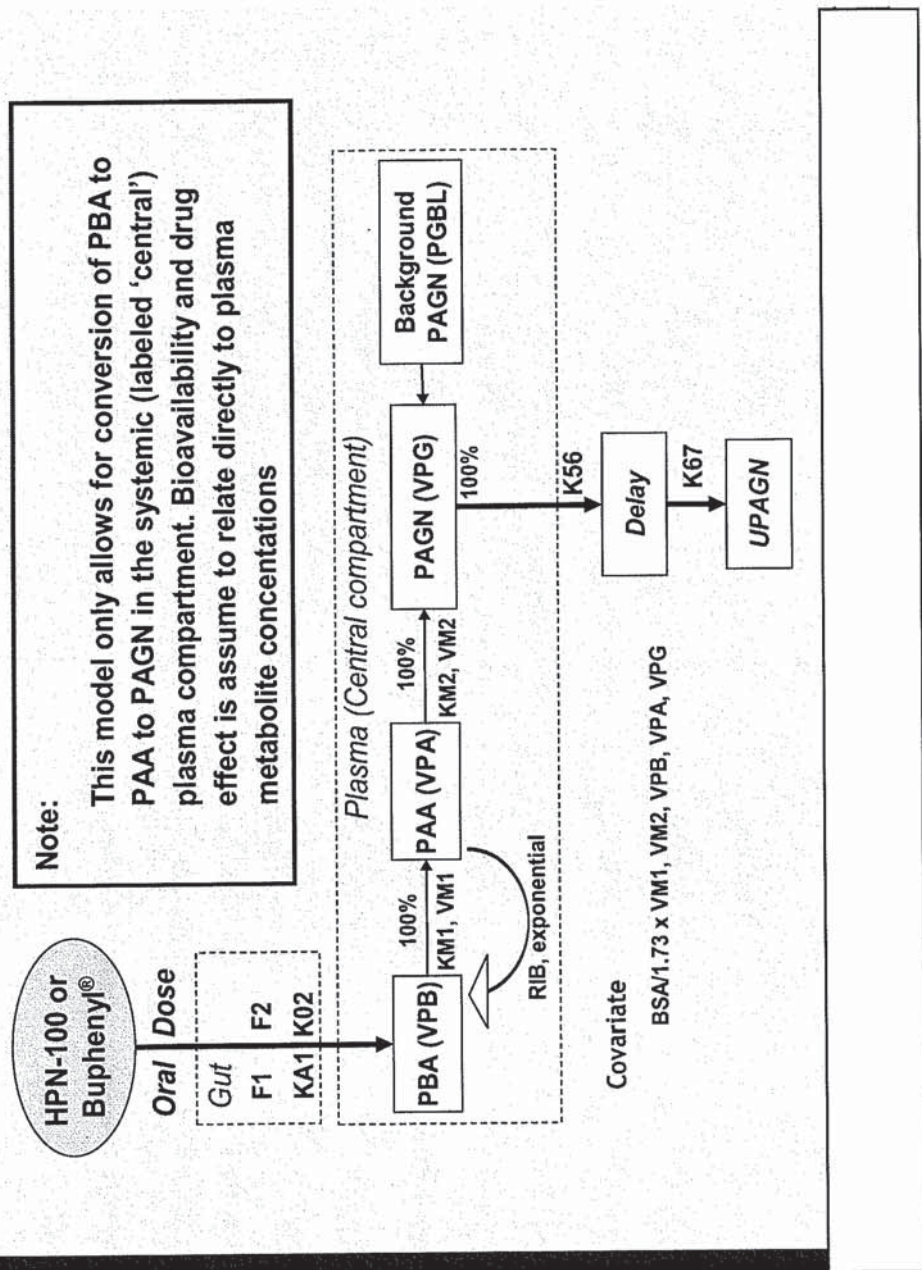 HPN-100 or
Buphenyl®
Note:
This model only allows for conversion of PBA to
PAA to PAGN in the systemic (labeled 'central')
plasma compartment. Bioavailability and drug
effect is assume to relate directly to plasma
metabolite concentations
Oral Dose
Gut
F1 F2
KA1 K02
Plasma (Central compartment)
PBA (VPB)
100%
KM1, VM1
PAA (VPA)
100%
KM2, VM2
PAGN (VPG)
Background
PAGN (PGBL)
RIB, exponential
100%
K56
Delay
K67
UPAGN
Covariate
BSA/1.73 x VM1, VM2, VPB, VPA, VPG